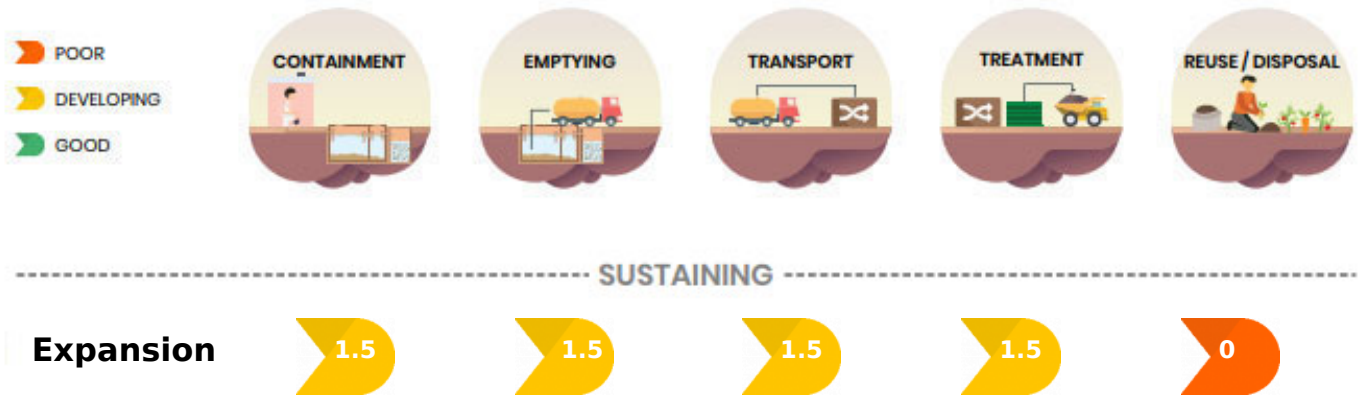 POOR
DEVELOPING
GOOD
CONTAINMENT
EMPTYING
TRANSPORT
TREATMENT
REUSE / DISPOSAL
SUSTAINING
Expansion 1.5 1.5 1.5 1.5 0